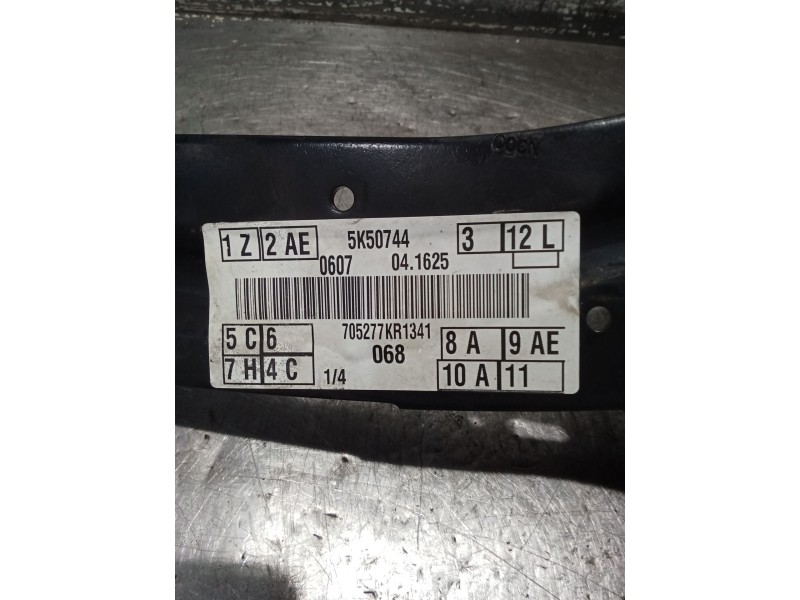 1 Z 2 AE 5K50744 3 12 L
0607 04.1625
705277KR1341
5 C 6 068 8 A 9 AE
7 H 4 C 1/4 10 A 11